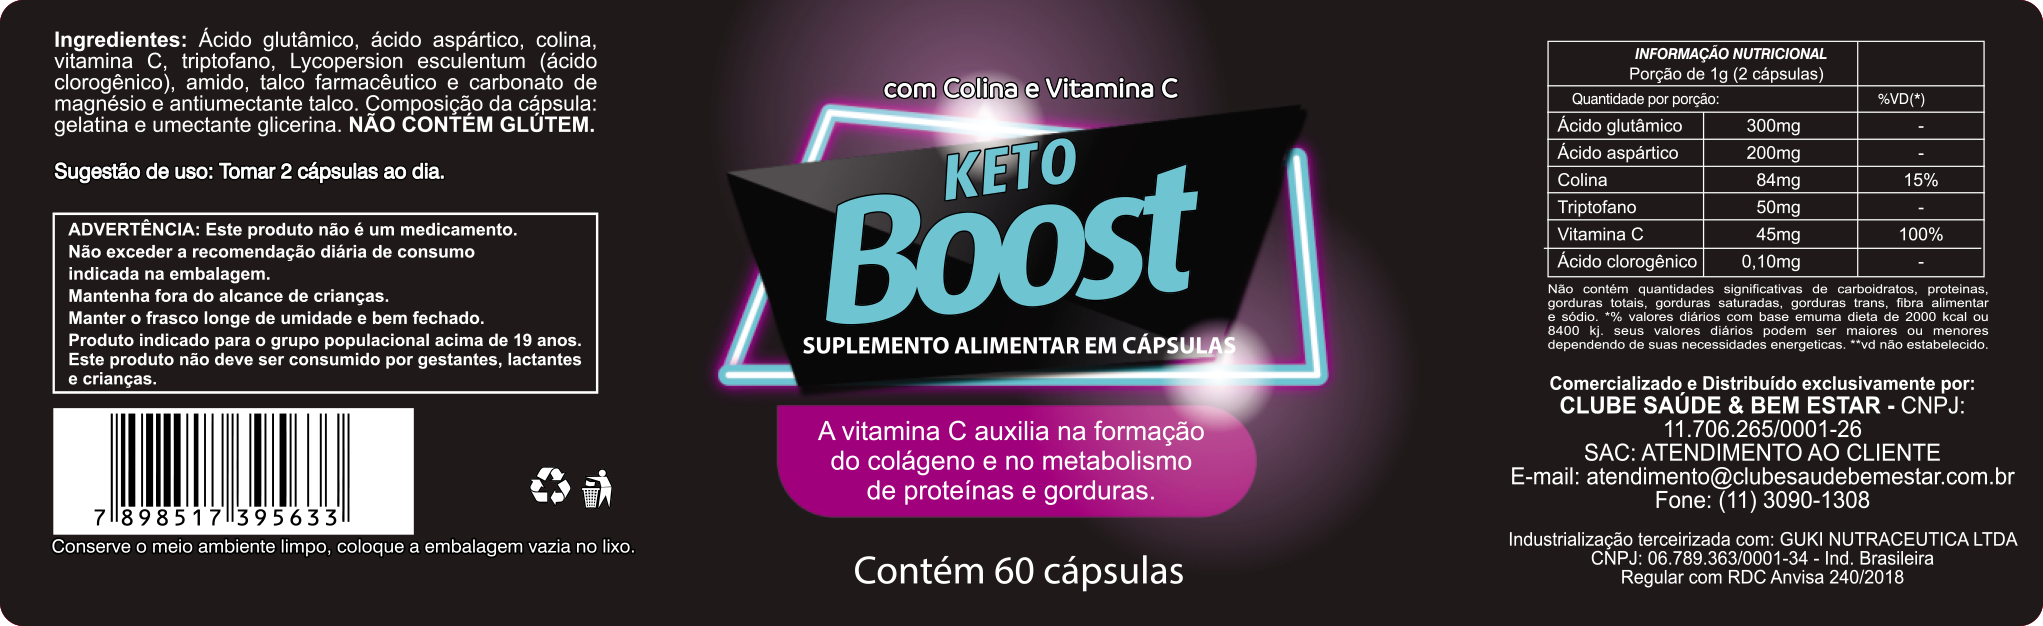 Ingredientes: Ácido glutâmico, ácido aspártico, colina,
vitamina C, triptofano, Lycopersion esculentum (ácido
clorogênico), amido, talco farmacêutico e carbonato de
magnésio e antiumectante talco. Composição da cápsula:
gelatina e umectante glicerina. NÃO CONTÉM GLÚTEM.
Sugestão de uso: Tomar 2 cápsulas ao dia.
ADVERTÊNCIA: Este produto não é um medicamento.
Não exceder a recomendação diária de consumo
indicada na embalagem.
Mantenha fora do alcance de crianças.
Manter o frasco longe de umidade e bem fechado.
Produto indicado para o grupo populacional acima de 19 anos.
Este produto não deve ser consumido por gestantes, lactantes
e crianças.
7 898517 395633
Conserve o meio ambiente limpo, coloque a embalagem vazia no lixo.
com Colina e Vitamina C
KETO
Boost
SUPLEMENTO ALIMENTAR EM CÁPSULAS
A vitamina C auxilia na formação
do colágeno e no metabolismo
de proteínas e gorduras.
Contém 60 cápsulas
INFORMAÇÃO NUTRICIONAL
Porção de 1g (2 cápsulas)
Quantidade por porção: %VD(*)
Ácido glutâmico 300mg -
Ácido aspártico 200mg -
Colina 84mg 15%
Triptofano 50mg -
Vitamina C 45mg 100%
Ácido clorogênico 0,10mg -
Não contém quantidades significativas de carboidratos, proteinas,
gorduras totais, gorduras saturadas, gorduras trans, fibra alimentar
e sódio. *% valores diários com base emuma dieta de 2000 kcal ou
8400 kj. seus valores diários podem ser maiores ou menores
dependendo de suas necessidades energeticas. **vd não estabelecido.
Comercializado e Distribuído exclusivamente por:
CLUBE SAÚDE & BEM ESTAR - CNPJ:
11.706.265/0001-26
SAC: ATENDIMENTO AO CLIENTE
E-mail: atendimento@clubesaudebemestar.com.br
Fone: (11) 3090-1308
Industrialização terceirizada com: GUKI NUTRACEUTICA LTDA
CNPJ: 06.789.363/0001-34 - Ind. Brasileira
Regular com RDC Anvisa 240/2018